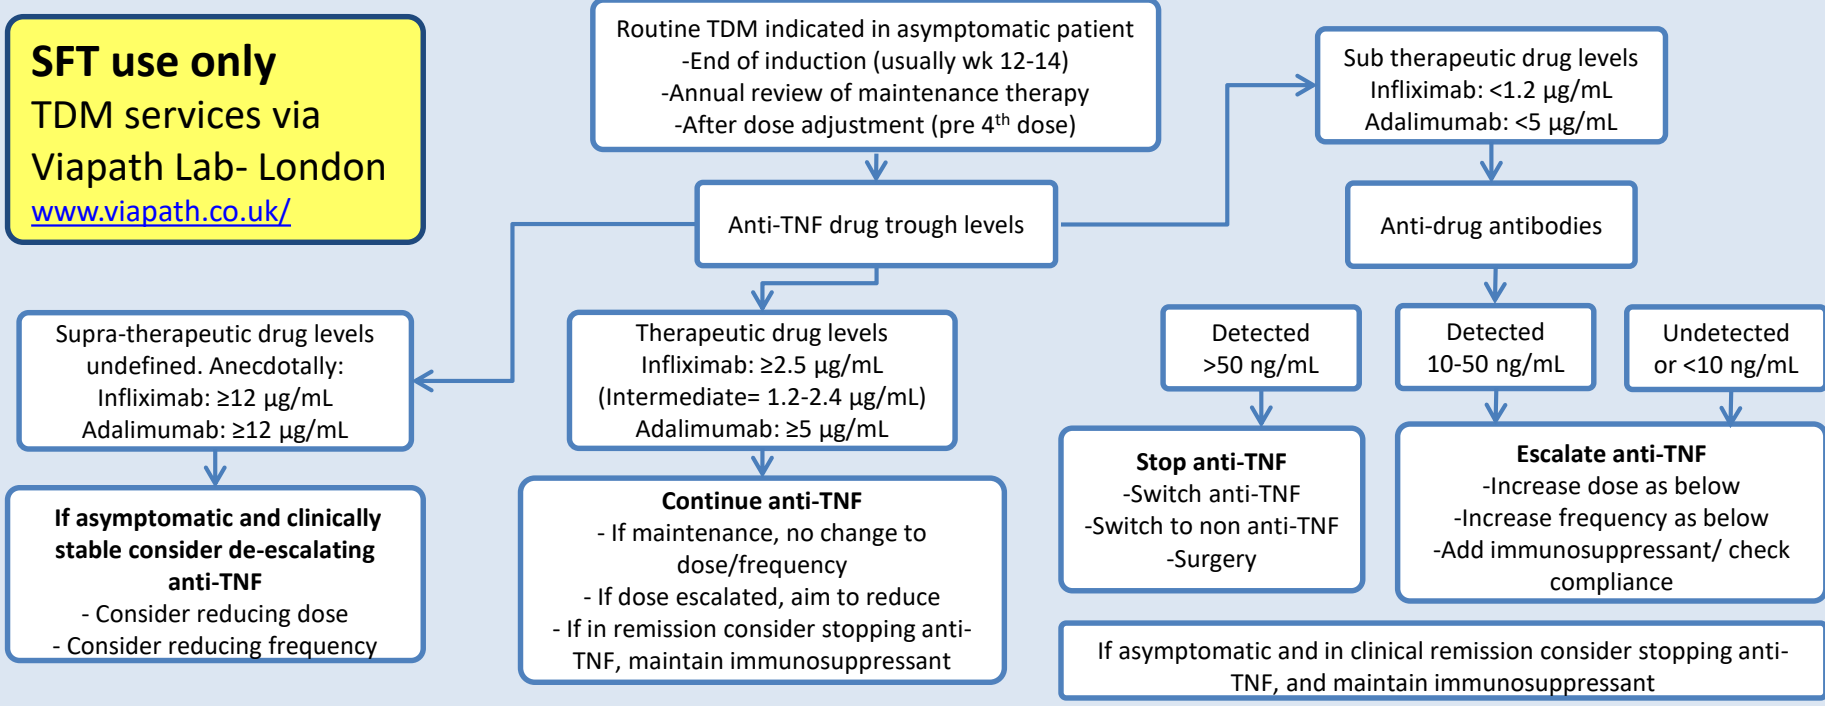 SFT use only
TDM services via
Viapath Lab- London
www.viapath.co.uk/
Routine TDM indicated in asymptomatic patient
-End of induction (usually wk 12-14)
-Annual review of maintenance therapy
-After dose adjustment (pre 4th dose)
Sub therapeutic drug levels
Infliximab: <1.2 µg/mL
Adalimumab: <5 µg/mL
Anti-TNF drug trough levels
Anti-drug antibodies
Supra-therapeutic drug levels
undefined. Anecdotally:
Infliximab: ≥12 µg/mL
Adalimumab: ≥12 µg/mL
Therapeutic drug levels
Infliximab: ≥2.5 µg/mL
(Intermediate= 1.2-2.4 µg/mL)
Adalimumab: ≥5 µg/mL
Detected
>50 ng/mL
Detected
10-50 ng/mL
Undetected
or <10 ng/mL
If asymptomatic and clinically
stable consider de-escalating
anti-TNF
- Consider reducing dose
- Consider reducing frequency
Continue anti-TNF
- If maintenance, no change to
dose/frequency
- If dose escalated, aim to reduce
- If in remission consider stopping anti-
TNF, maintain immunosuppressant
Stop anti-TNF
-Switch anti-TNF
-Switch to non anti-TNF
-Surgery
Escalate anti-TNF
-Increase dose as below
-Increase frequency as below
-Add immunosuppressant/ check
compliance
If asymptomatic and in clinical remission consider stopping anti-
TNF, and maintain immunosuppressant